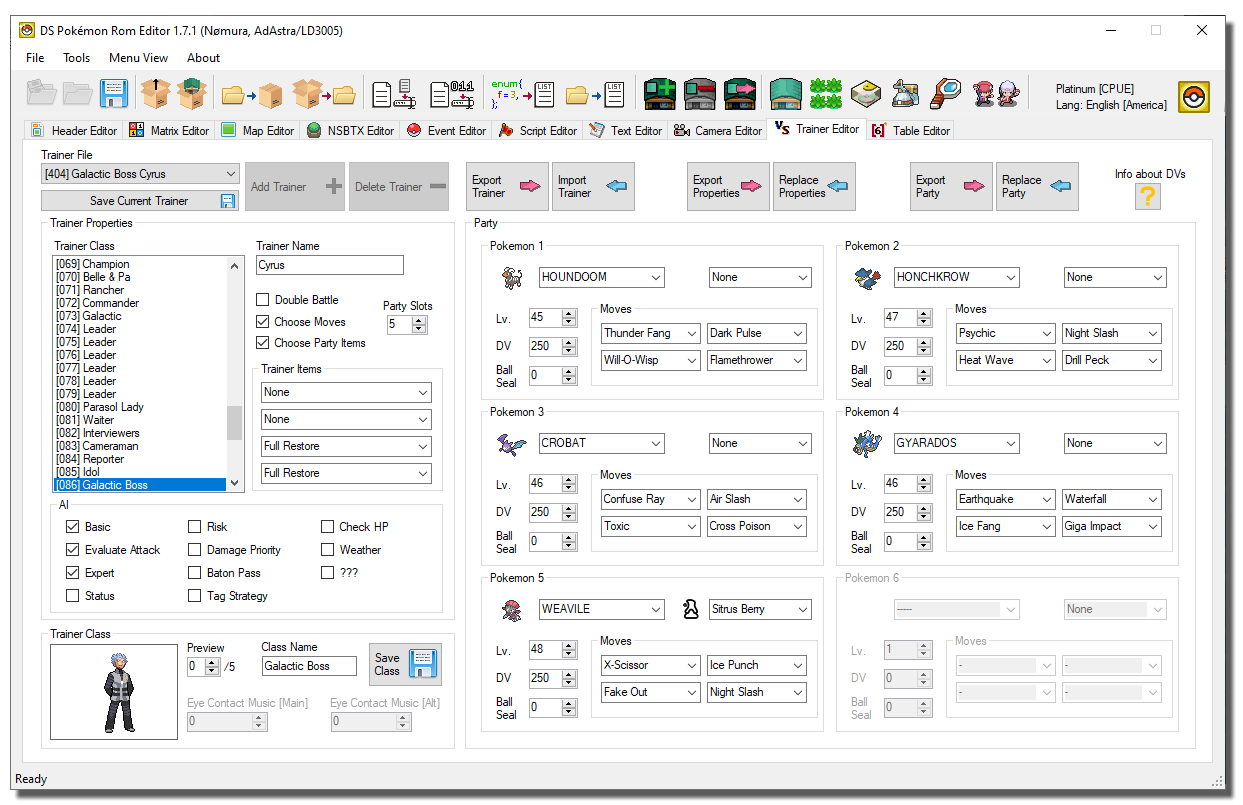 DS Pokémon Rom Editor 1.7.1 (Nømura, AdAstra/LD3005)
File Tools Menu View About
enum{ f=3, }; LIST LIST 011
Platinum [CPUE]
Lang: English [America]
Header Editor Matrix Editor Map Editor NSBTX Editor Event Editor Script Editor Text Editor Camera Editor Trainer Editor Table Editor
Trainer File
[404] Galactic Boss Cyrus
Save Current Trainer
Add Trainer
Delete Trainer
Export Trainer
Import Trainer
Export Properties
Replace Properties
Export Party
Replace Party
Info about DVs
?
Trainer Properties
Trainer Class
[069] Champion
[070] Belle & Pa
[071] Rancher
[072] Commander
[073] Galactic
[074] Leader
[075] Leader
[076] Leader
[077] Leader
[078] Leader
[079] Leader
[080] Parasol Lady
[081] Waiter
[082] Interviewers
[083] Cameraman
[084] Reporter
[085] Idol
[086] Galactic Boss
Trainer Name
Cyrus
Double Battle
Choose Moves
Choose Party Items
Party Slots
5
Trainer Items
None
None
Full Restore
Full Restore
AI
Basic Risk Check HP
Evaluate Attack Damage Priority Weather
Expert Baton Pass ???
Status Tag Strategy
Trainer Class
Preview
0 /5
Class Name
Galactic Boss
Save Class
Eye Contact Music [Main]
0
Eye Contact Music [Alt]
0
Party
Pokemon 1
HOUNDOOM None
Lv. 45
DV 250
Ball Seal 0
Moves
Thunder Fang Dark Pulse
Will-O-Wisp Flamethrower
Pokemon 2
HONCHKROW None
Lv. 47
DV 250
Ball Seal 0
Moves
Psychic Night Slash
Heat Wave Drill Peck
Pokemon 3
CROBAT None
Lv. 46
DV 250
Ball Seal 0
Moves
Confuse Ray Air Slash
Toxic Cross Poison
Pokemon 4
GYARADOS None
Lv. 46
DV 250
Ball Seal 0
Moves
Earthquake Waterfall
Ice Fang Giga Impact
Pokemon 5
WEAVILE Sitrus Berry
Lv. 48
DV 250
Ball Seal 0
Moves
X-Scissor Ice Punch
Fake Out Night Slash
Pokemon 6
----- None
Lv. 1
DV 0
Ball Seal 0
Moves
- -
- -
Ready